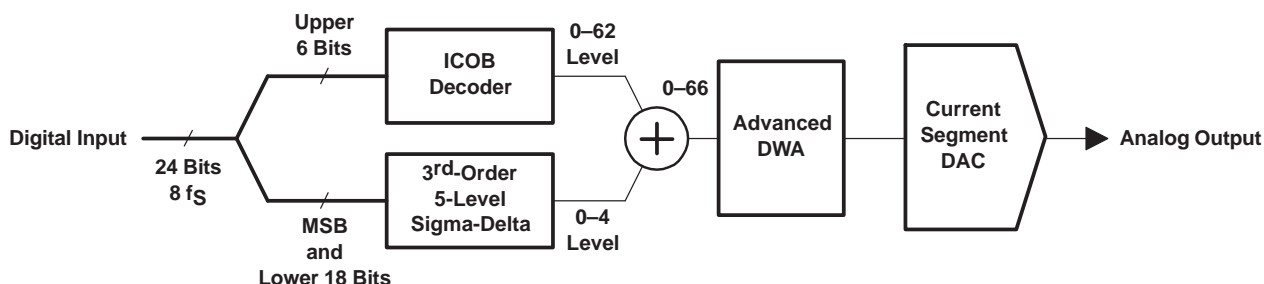 Digital Input
24 Bits
8 fS
Upper
6 Bits
ICOB
Decoder
0–62
Level
MSB
and
Lower 18 Bits
3rd-Order
5-Level
Sigma-Delta
0–4
Level
+
0–66
Advanced
DWA
Current
Segment
DAC
Analog Output